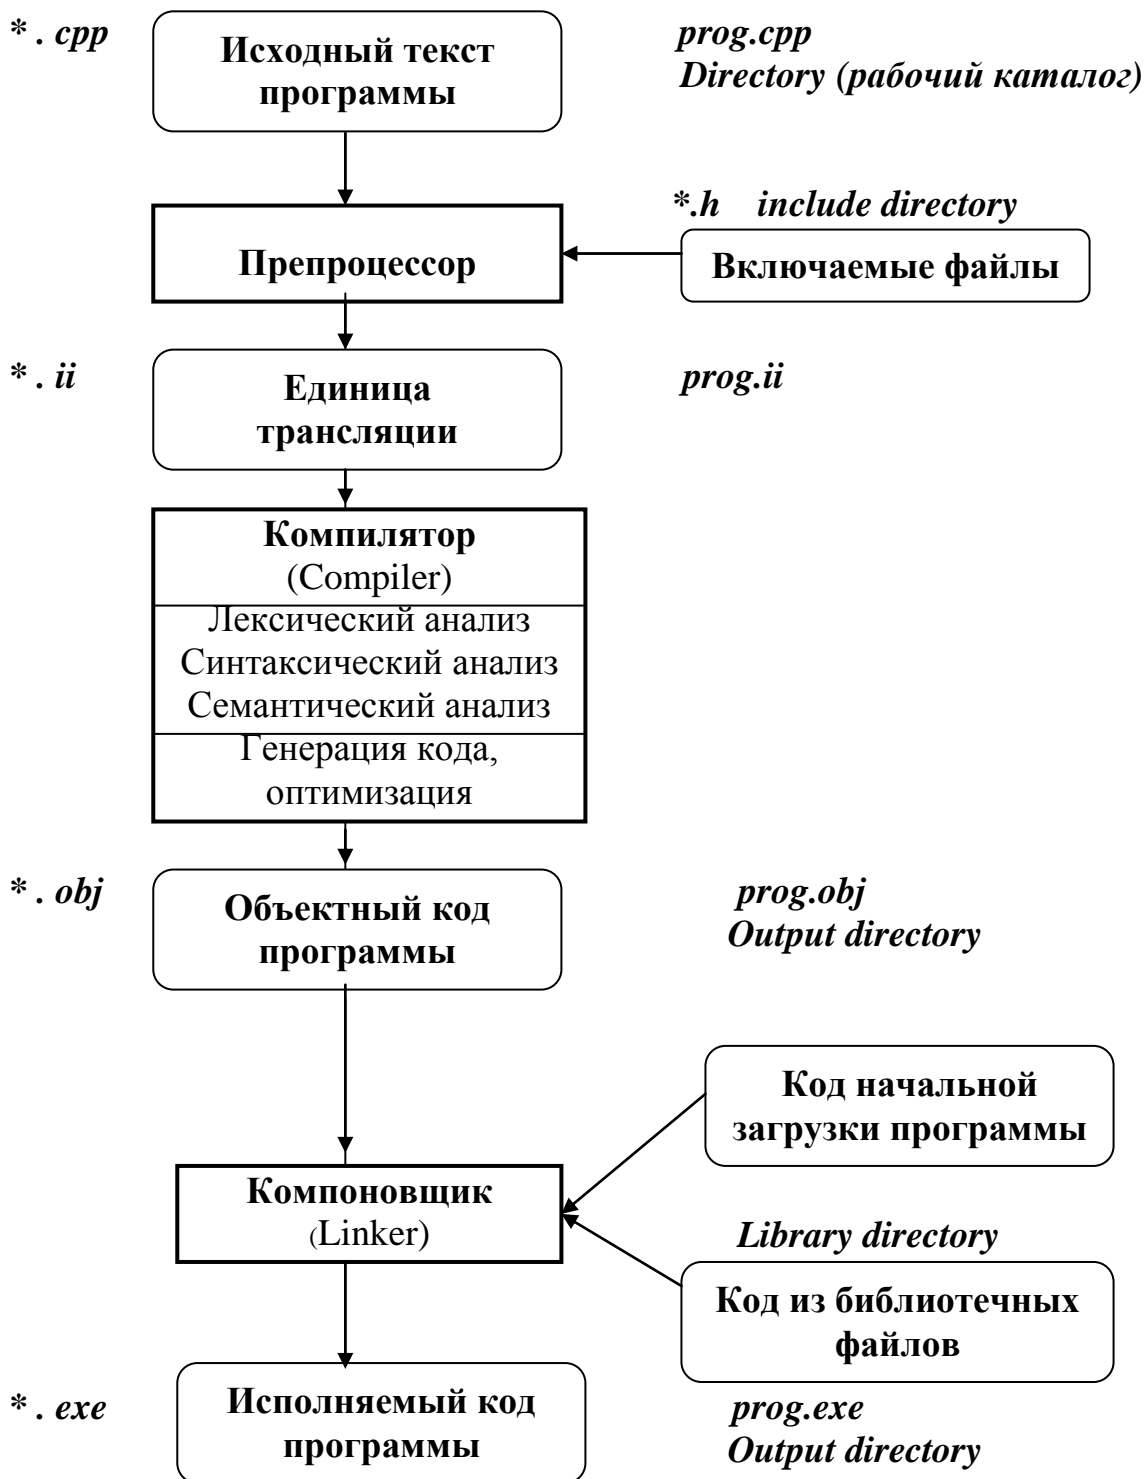 * . cpp
Исходный текст
программы
prog.cpp
Directory (рабочий каталог)
*.h include directory
Препроцессор
Включаемые файлы
* . ii
Единица
трансляции
prog.ii
Компилятор
(Compiler)
Лексический анализ
Синтаксический анализ
Семантический анализ
Генерация кода,
оптимизация
* . obj
Объектный код
программы
prog.obj
Output directory
Код начальной
загрузки программы
Компоновщик
(Linker)
Library directory
Код из библиотечных
файлов
* . exe
Исполняемый код
программы
prog.exe
Output directory